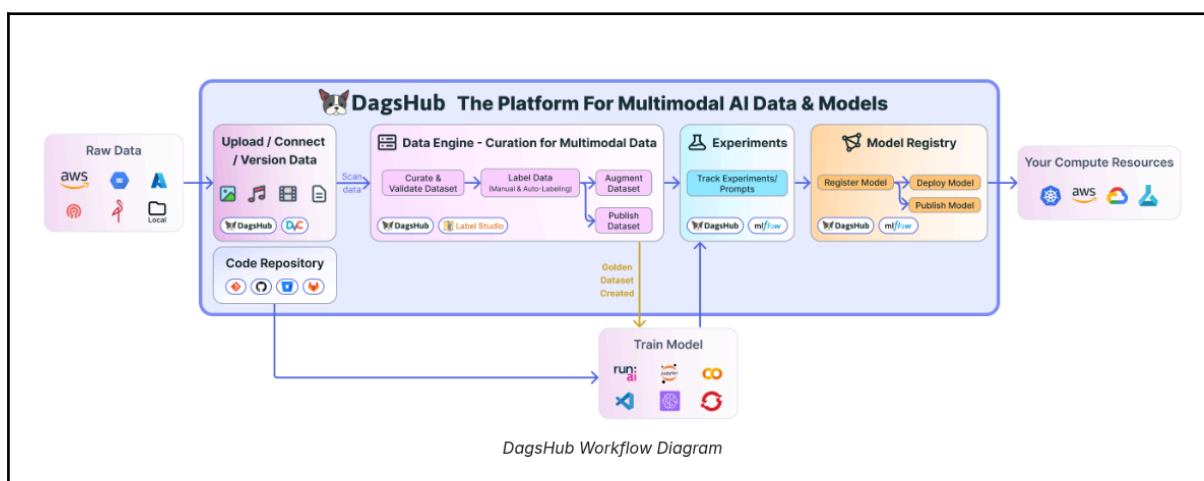 DagsHub The Platform For Multimodal AI Data & Models
Raw Data
aws
Local
Upload / Connect
/ Version Data
DagsHub
DVC
Code Repository
Scan
data
Data Engine - Curation for Multimodal Data
Curate &
Validate Dataset
Label Data
(Manual & Auto-Labeling)
Augment
Dataset
Publish
Dataset
DagsHub
Label Studio
Golden
Dataset
Created
Experiments
Track Experiments/
Prompts
DagsHub
mlflow
Model Registry
Register Model
Deploy Model
Publish Model
DagsHub
mlflow
Your Compute Resources
aws
Train Model
run:
ai
Jupyter
DagsHub Workflow Diagram